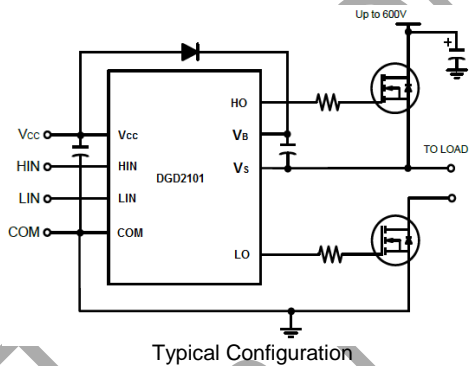 Up to 600V
+
HO
Vcc
Vcc
VB
TO LOAD
HIN
HIN
VS
DGD2101
LIN
LIN
COM
COM
LO
Typical Configuration